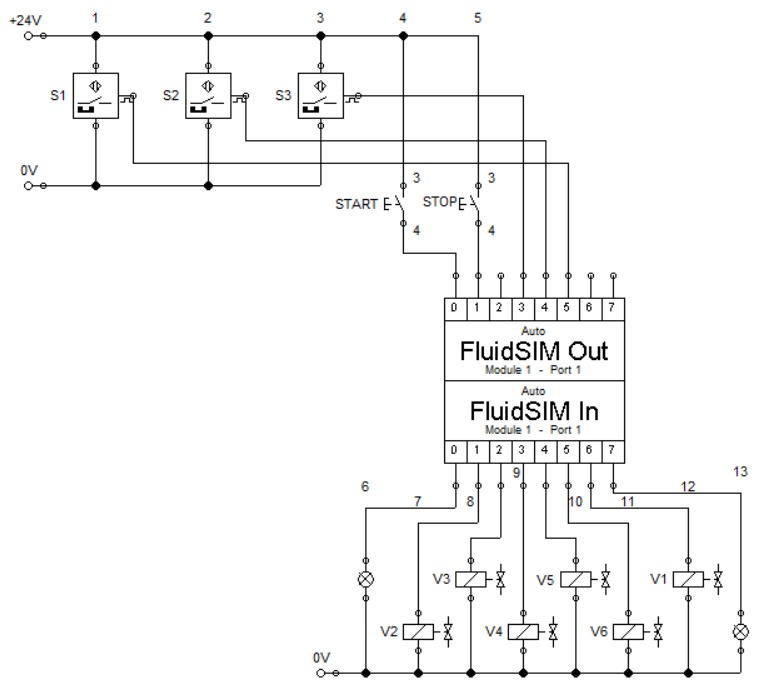 +24V 1 2 3 4 5
S1 S2 S3
0V
3 3
START STOP
4 4
0 1 2 3 4 5 6 7
Auto
FluidSIM Out
Module 1 - Port 1
Auto
FluidSIM In
Module 1 - Port 1
0 1 2 3 4 5 6 7
9
6 7 8 10 11 12 13
V3 V5 V1
V2 V4 V6
0V